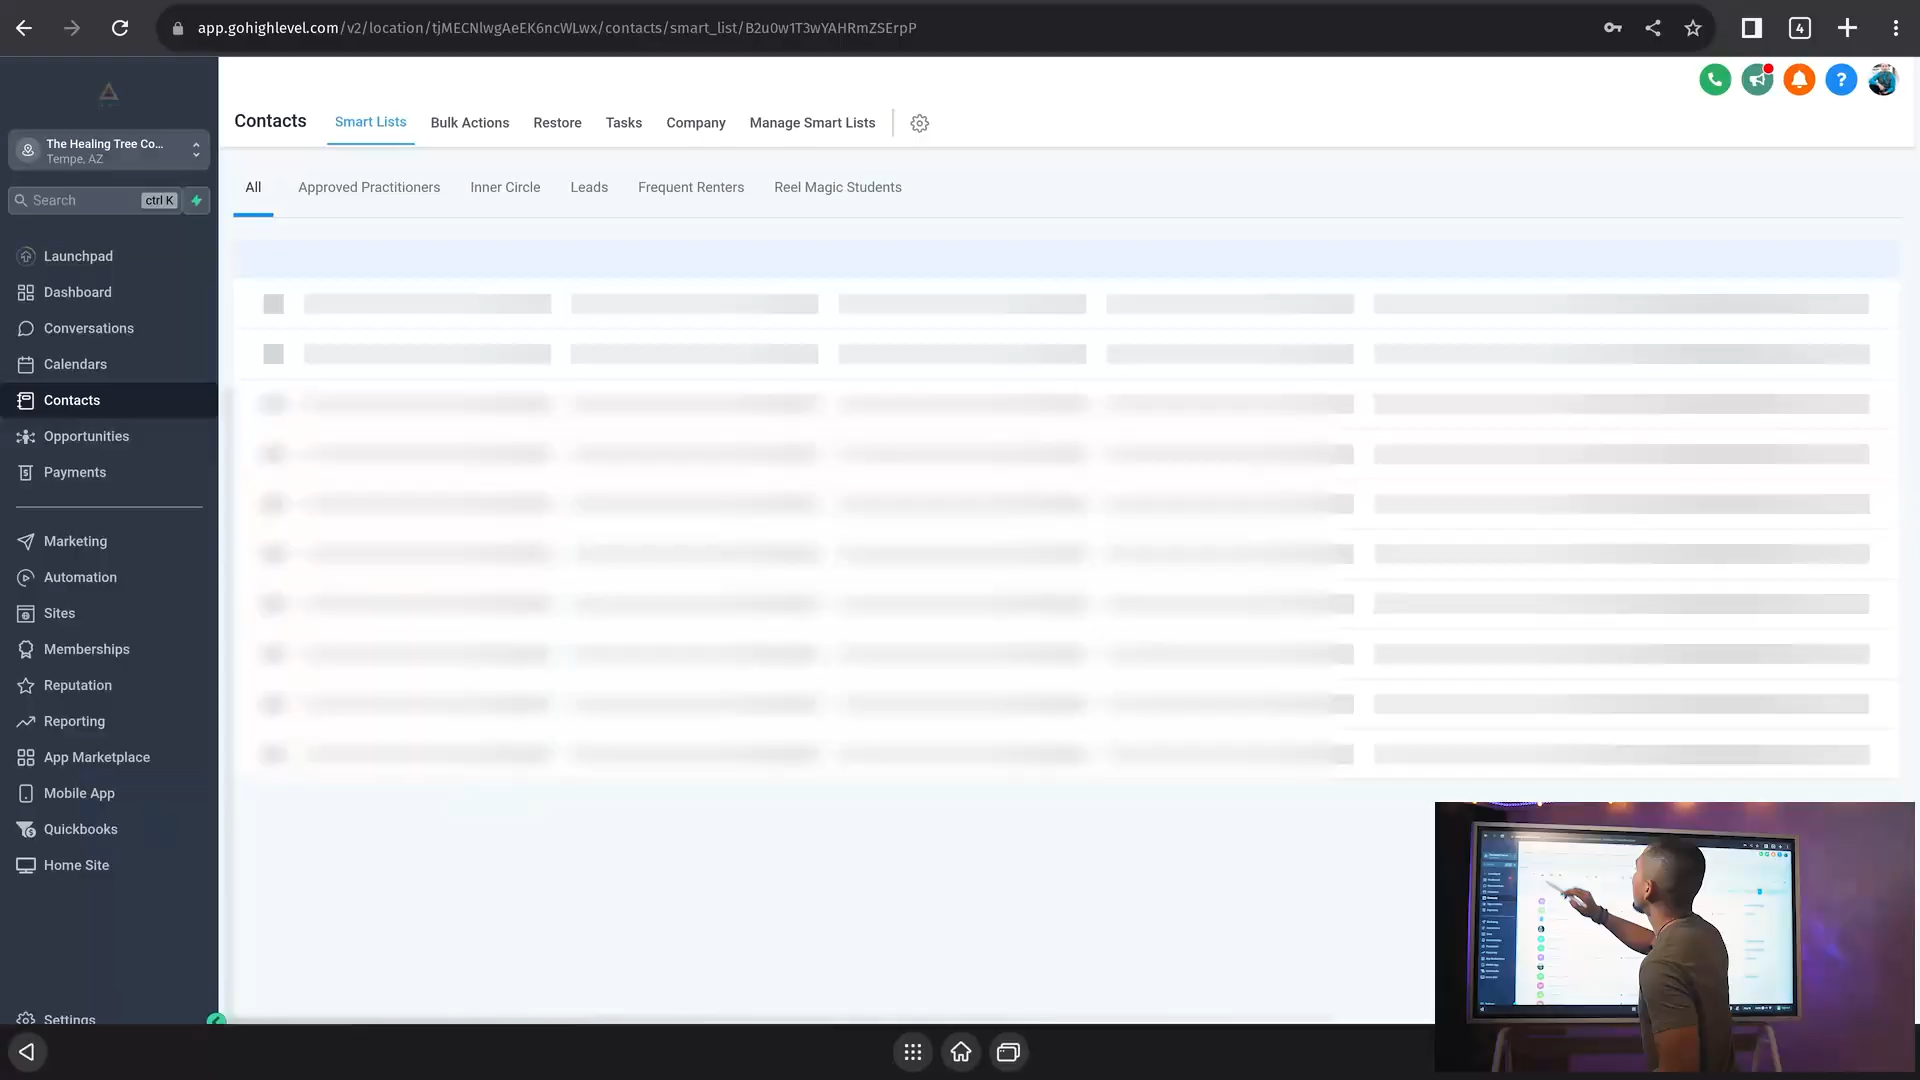 app.gohighlevel.com/v2/location/tjMECNlwgAeEK6ncWLwx/contacts/smart_list/B2u0w1T3wYAHRmZSErpP
4
The Healing Tree Co...
Tempe, AZ
Search
ctrl K
Launchpad
Dashboard
Conversations
Calendars
Contacts
Opportunities
Payments
Marketing
Automation
Sites
Memberships
Reputation
Reporting
App Marketplace
Mobile App
Quickbooks
Home Site
Settings
Contacts
Smart Lists
Bulk Actions
Restore
Tasks
Company
Manage Smart Lists
?
All
Approved Practitioners
Inner Circle
Leads
Frequent Renters
Reel Magic Students